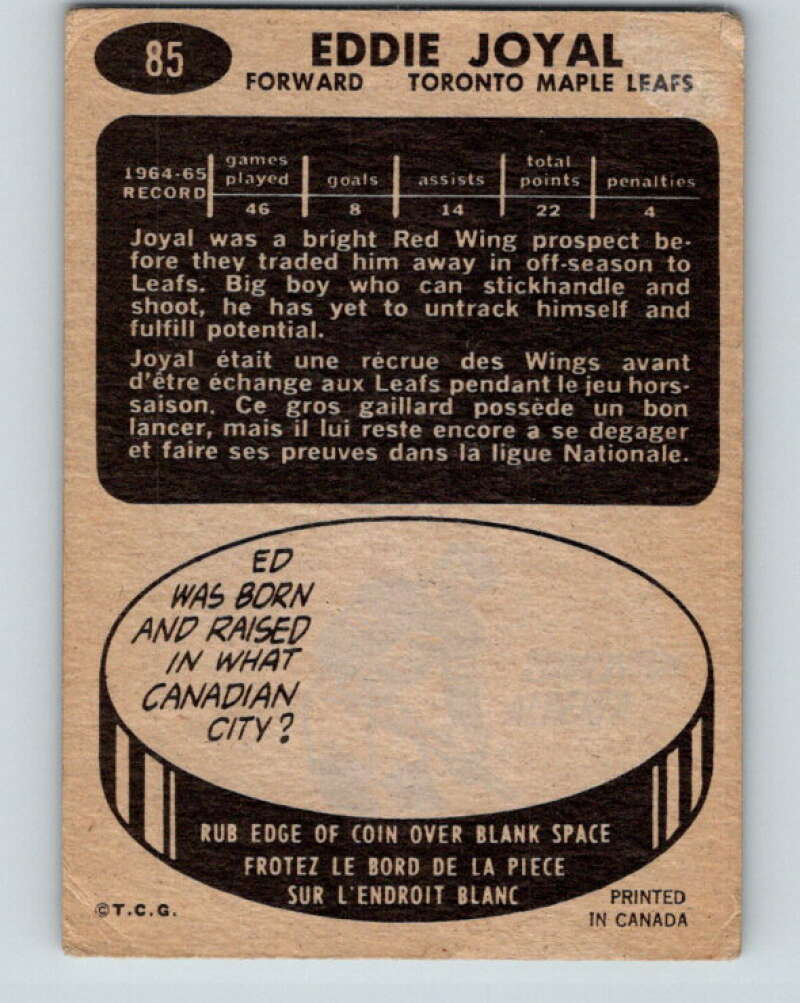 85
EDDIE JOYAL
FORWARD TORONTO MAPLE LEAFS
1964-65 RECORD
games played goals assists total points penalties
46 8 14 22 4
Joyal was a bright Red Wing prospect be-
fore they traded him away in off-season to
Leafs. Big boy who can stickhandle and
shoot, he has yet to untrack himself and
fulfill potential.
Joyal était une récrue des Wings avant
d'être échange aux Leafs pendant le jeu hors-
saison. Ce gros gaillard possède un bon
lancer, mais il lui reste encore a se degager
et faire ses preuves dans la ligue Nationale.
ED
WAS BORN
AND RAISED
IN WHAT
CANADIAN
CITY?
RUB EDGE OF COIN OVER BLANK SPACE
FROTEZ LE BORD DE LA PIECE
SUR L'ENDROIT BLANC
©T.C.G.
PRINTED
IN CANADA